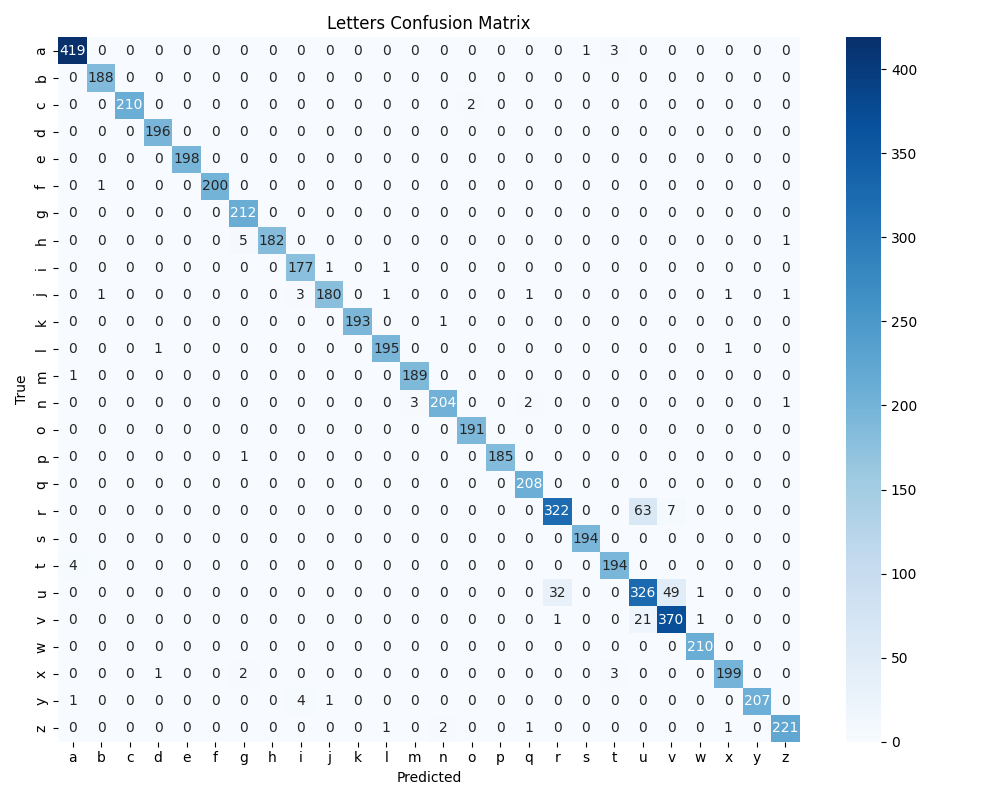 Letters Confusion Matrix
a 419 0 0 0 0 0 0 0 0 0 0 0 0 0 0 0 0 0 1 3 0 0 0 0 0 0
b 0 188 0 0 0 0 0 0 0 0 0 0 0 0 0 0 0 0 0 0 0 0 0 0 0 0
c 0 0 210 0 0 0 0 0 0 0 0 0 0 0 2 0 0 0 0 0 0 0 0 0 0 0
d 0 0 0 196 0 0 0 0 0 0 0 0 0 0 0 0 0 0 0 0 0 0 0 0 0 0
e 0 0 0 0 198 0 0 0 0 0 0 0 0 0 0 0 0 0 0 0 0 0 0 0 0 0
f 0 1 0 0 0 200 0 0 0 0 0 0 0 0 0 0 0 0 0 0 0 0 0 0 0 0
g 0 0 0 0 0 0 212 0 0 0 0 0 0 0 0 0 0 0 0 0 0 0 0 0 0 0
h 0 0 0 0 0 0 5 182 0 0 0 0 0 0 0 0 0 0 0 0 0 0 0 0 0 1
i 0 0 0 0 0 0 0 0 177 1 0 1 0 0 0 0 0 0 0 0 0 0 0 0 0 0
j 0 1 0 0 0 0 0 0 3 180 0 1 0 0 0 0 1 0 0 0 0 0 0 1 0 1
k 0 0 0 0 0 0 0 0 0 0 193 0 0 1 0 0 0 0 0 0 0 0 0 0 0 0
l 0 0 0 1 0 0 0 0 0 0 0 195 0 0 0 0 0 0 0 0 0 0 0 1 0 0
m 1 0 0 0 0 0 0 0 0 0 0 0 189 0 0 0 0 0 0 0 0 0 0 0 0 0
n 0 0 0 0 0 0 0 0 0 0 0 0 3 204 0 0 2 0 0 0 0 0 0 0 0 1
o 0 0 0 0 0 0 0 0 0 0 0 0 0 0 191 0 0 0 0 0 0 0 0 0 0 0
p 0 0 0 0 0 0 1 0 0 0 0 0 0 0 0 185 0 0 0 0 0 0 0 0 0 0
q 0 0 0 0 0 0 0 0 0 0 0 0 0 0 0 0 208 0 0 0 0 0 0 0 0 0
r 0 0 0 0 0 0 0 0 0 0 0 0 0 0 0 0 0 322 0 0 63 7 0 0 0 0
s 0 0 0 0 0 0 0 0 0 0 0 0 0 0 0 0 0 0 194 0 0 0 0 0 0 0
t 4 0 0 0 0 0 0 0 0 0 0 0 0 0 0 0 0 0 0 194 0 0 0 0 0 0
u 0 0 0 0 0 0 0 0 0 0 0 0 0 0 0 0 0 32 0 0 326 49 1 0 0 0
v 0 0 0 0 0 0 0 0 0 0 0 0 0 0 0 0 0 1 0 0 21 370 1 0 0 0
w 0 0 0 0 0 0 0 0 0 0 0 0 0 0 0 0 0 0 0 0 0 0 210 0 0 0
x 0 0 0 1 0 0 2 0 0 0 0 0 0 0 0 0 0 0 0 3 0 0 0 199 0 0
y 1 0 0 0 0 0 0 0 4 1 0 0 0 0 0 0 0 0 0 0 0 0 0 0 207 0
z 0 0 0 0 0 0 0 0 0 0 0 1 0 2 0 0 1 0 0 0 0 0 0 1 0 221
a b c d e f g h i j k l m n o p q r s t u v w x y z
Predicted
True
400
350
300
250
200
150
100
50
0